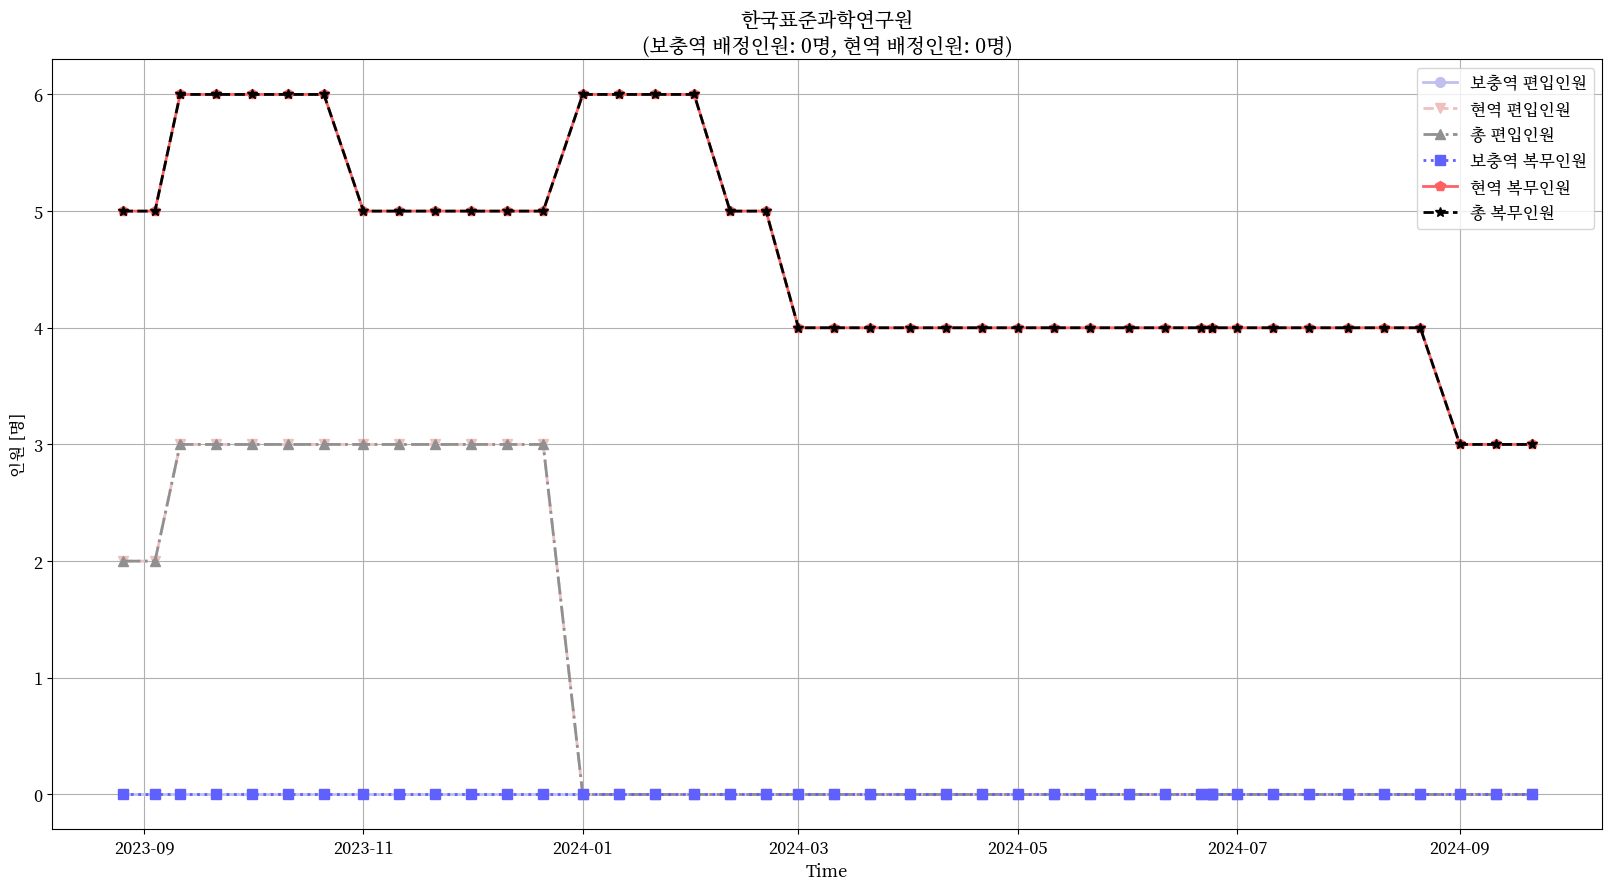 한국표준과학연구원
(보충역 배정인원: 0명, 현역 배정인원: 0명)
보충역 편입인원
현역 편입인원
총 편입인원
보충역 복무인원
현역 복무인원
총 복무인원
인원 [명]
6
5
4
3
2
1
0
2023-09
2023-11
2024-01
2024-03
2024-05
2024-07
2024-09
Time